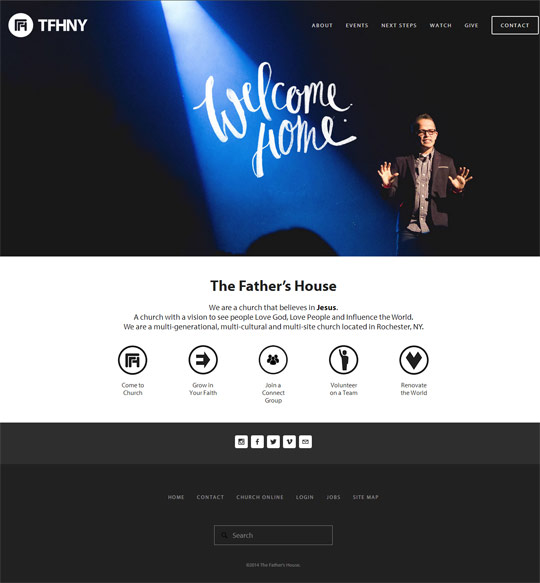 TFHNY
ABOUT EVENTS NEXT STEPS WATCH GIVE CONTACT
Welcome
Home
The Father's House
We are a church that believes in Jesus.
A church with a vision to see people Love God, Love People and Influence the World.
We are a multi-generational, multi-cultural and multi-site church located in Rochester, NY.
Come to
Church
Grow in
Your Faith
Join a
Connect
Group
Volunteer
on a Team
Renovate
the World
HOME CONTACT CHURCH ONLINE LOGIN JOBS SITE MAP
Search
©2014 The Father's House